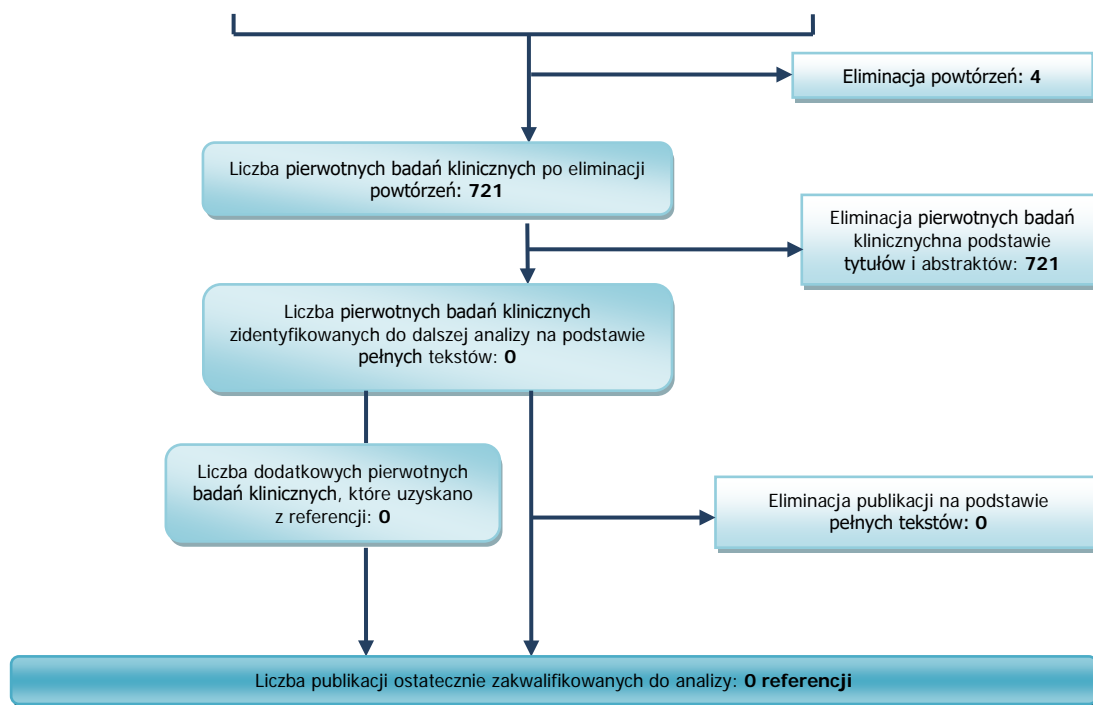 Eliminacja powtórzeń: 4
Liczba pierwotnych badań klinicznych po eliminacji
powtórzeń: 721
Eliminacja pierwotnych badań
klinicznychna podstawie
tytułów i abstraktów: 721
Liczba pierwotnych badań klinicznych
zidentyfikowanych do dalszej analizy na podstawie
pełnych tekstów: 0
Liczba dodatkowych pierwotnych
badań klinicznych, które uzyskano
z referencji: 0
Eliminacja publikacji na podstawie
pełnych tekstów: 0
Liczba publikacji ostatecznie zakwalifikowanych do analizy: 0 referencji